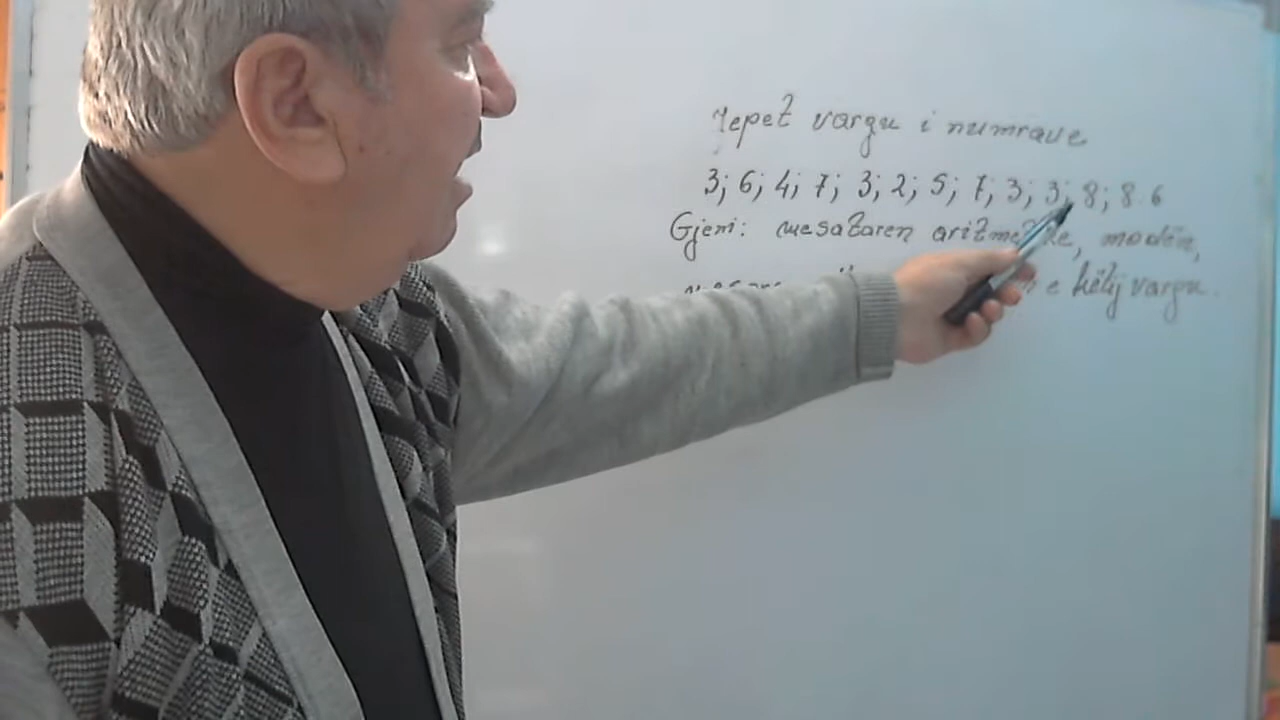 Jepet vargu i numrave
3; 6; 4; 7; 3; 2; 5; 7; 3; 3; 8; 8. 6
Gjeni: mesataren aritmetike, modën,
e këtij vargu.